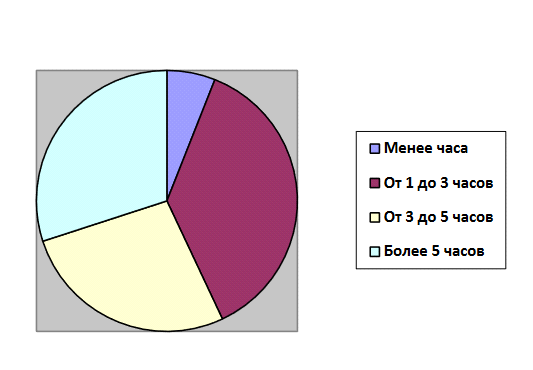 Менее часа
От 1 до 3 часов
От 3 до 5 часов
Более 5 часов